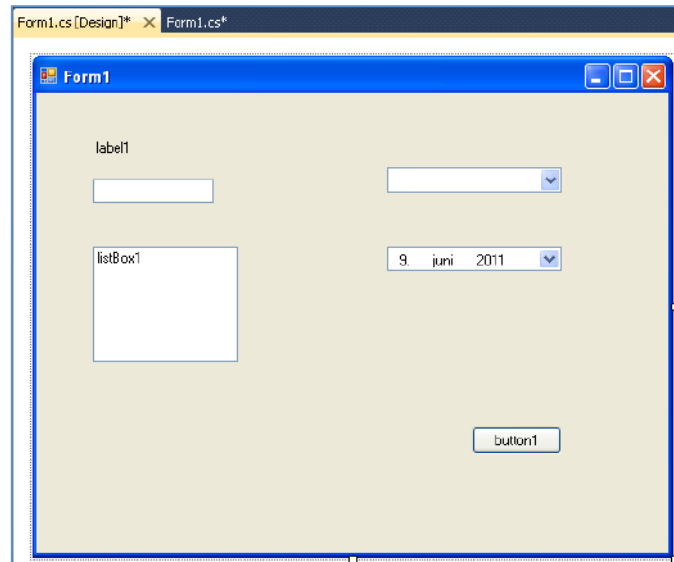 Form1.cs [Design]* Form1.cs*
Form1
label1
listBox1
9. juni 2011
button1